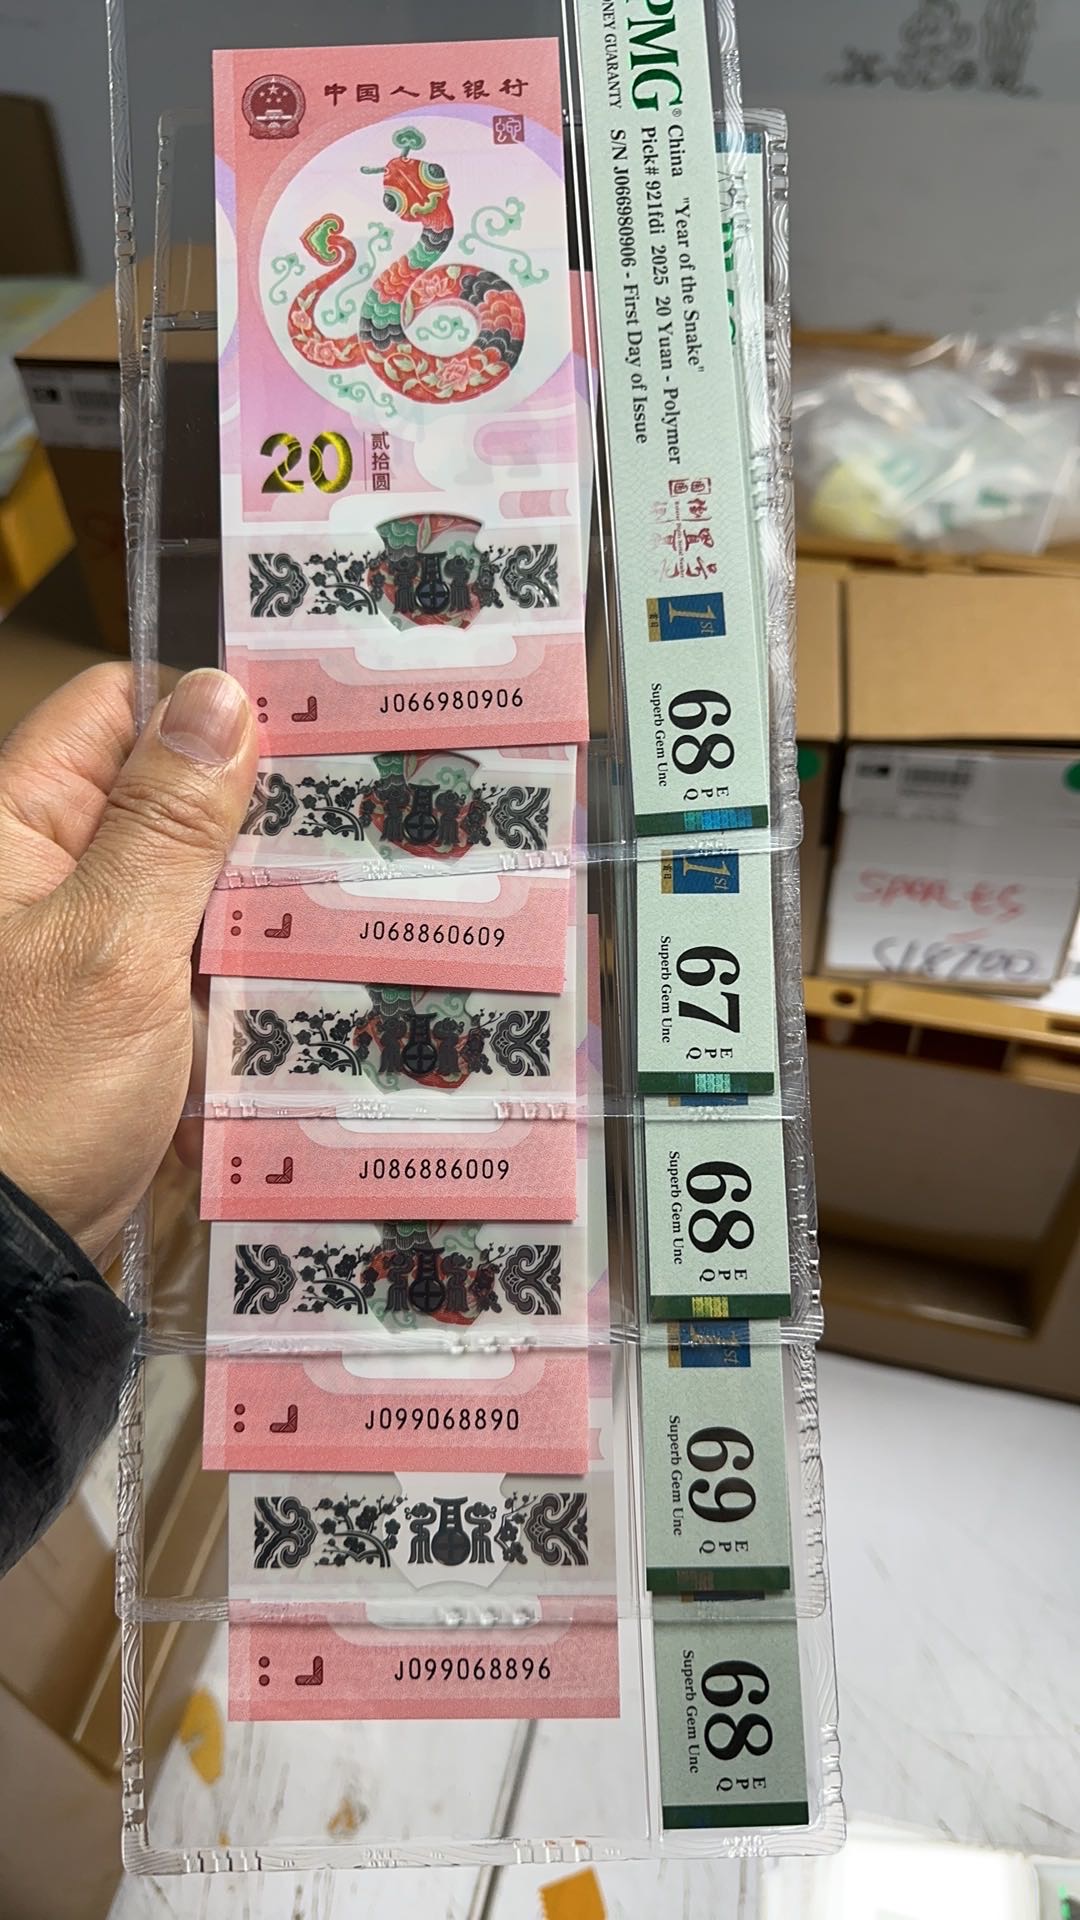 中国人民银行
蛇
20
贰拾圆
J066980906
J068860609
J086886009
J099068890
J099068896
PMG®
MONEY GUARANTY
China "Year of the Snake"
Pick# 921fdi 2025 20 Yuan - Polymer
S/N J066980906 - First Day of Issue
1st
68 EPQ
Superb Gem Unc
1st
67 EPQ
Superb Gem Unc
68 EPQ
Superb Gem Unc
1st
69 EPQ
Superb Gem Unc
68 EPQ
Superb Gem Unc